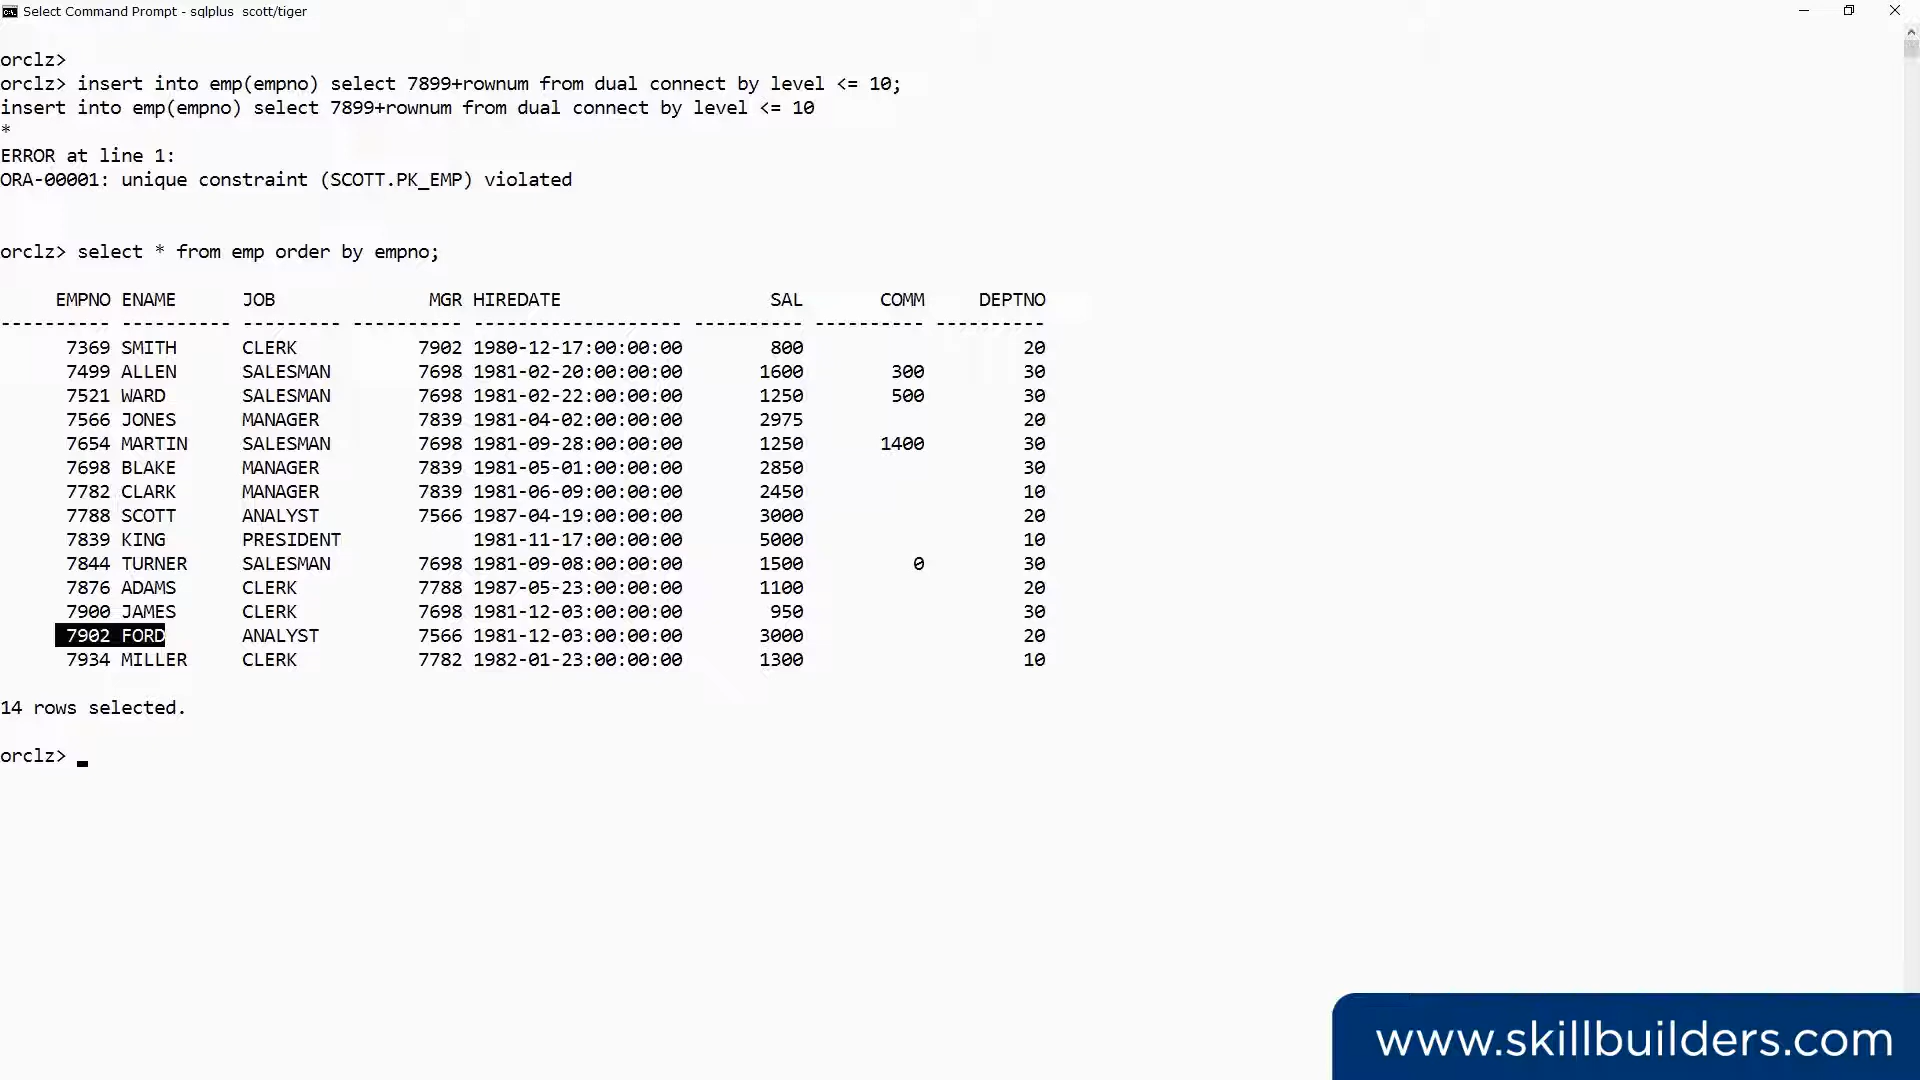 Select Command Prompt - sqlplus  scott/tiger
orclz>
orclz> insert into emp(empno) select 7899+rownum from dual connect by level <= 10;
insert into emp(empno) select 7899+rownum from dual connect by level <= 10
*
ERROR at line 1:
ORA-00001: unique constraint (SCOTT.PK_EMP) violated
orclz> select * from emp order by empno;
     EMPNO ENAME      JOB              MGR HIREDATE                   SAL       COMM     DEPTNO
---------- ---------- --------- ---------- ------------------- ---------- ---------- ----------
      7369 SMITH      CLERK           7902 1980-12-17:00:00:00        800                    20
      7499 ALLEN      SALESMAN        7698 1981-02-20:00:00:00       1600        300         30
      7521 WARD       SALESMAN        7698 1981-02-22:00:00:00       1250        500         30
      7566 JONES      MANAGER         7839 1981-04-02:00:00:00       2975                    20
      7654 MARTIN     SALESMAN        7698 1981-09-28:00:00:00       1250       1400         30
      7698 BLAKE      MANAGER         7839 1981-05-01:00:00:00       2850                    30
      7782 CLARK      MANAGER         7839 1981-06-09:00:00:00       2450                    10
      7788 SCOTT      ANALYST         7566 1987-04-19:00:00:00       3000                    20
      7839 KING       PRESIDENT            1981-11-17:00:00:00       5000                    10
      7844 TURNER     SALESMAN        7698 1981-09-08:00:00:00       1500          0         30
      7876 ADAMS      CLERK           7788 1987-05-23:00:00:00       1100                    20
      7900 JAMES      CLERK           7698 1981-12-03:00:00:00        950                    30
      7902 FORD       ANALYST         7566 1981-12-03:00:00:00       3000                    20
      7934 MILLER     CLERK           7782 1982-01-23:00:00:00       1300                    10
14 rows selected.
orclz> _
www.skillbuilders.com